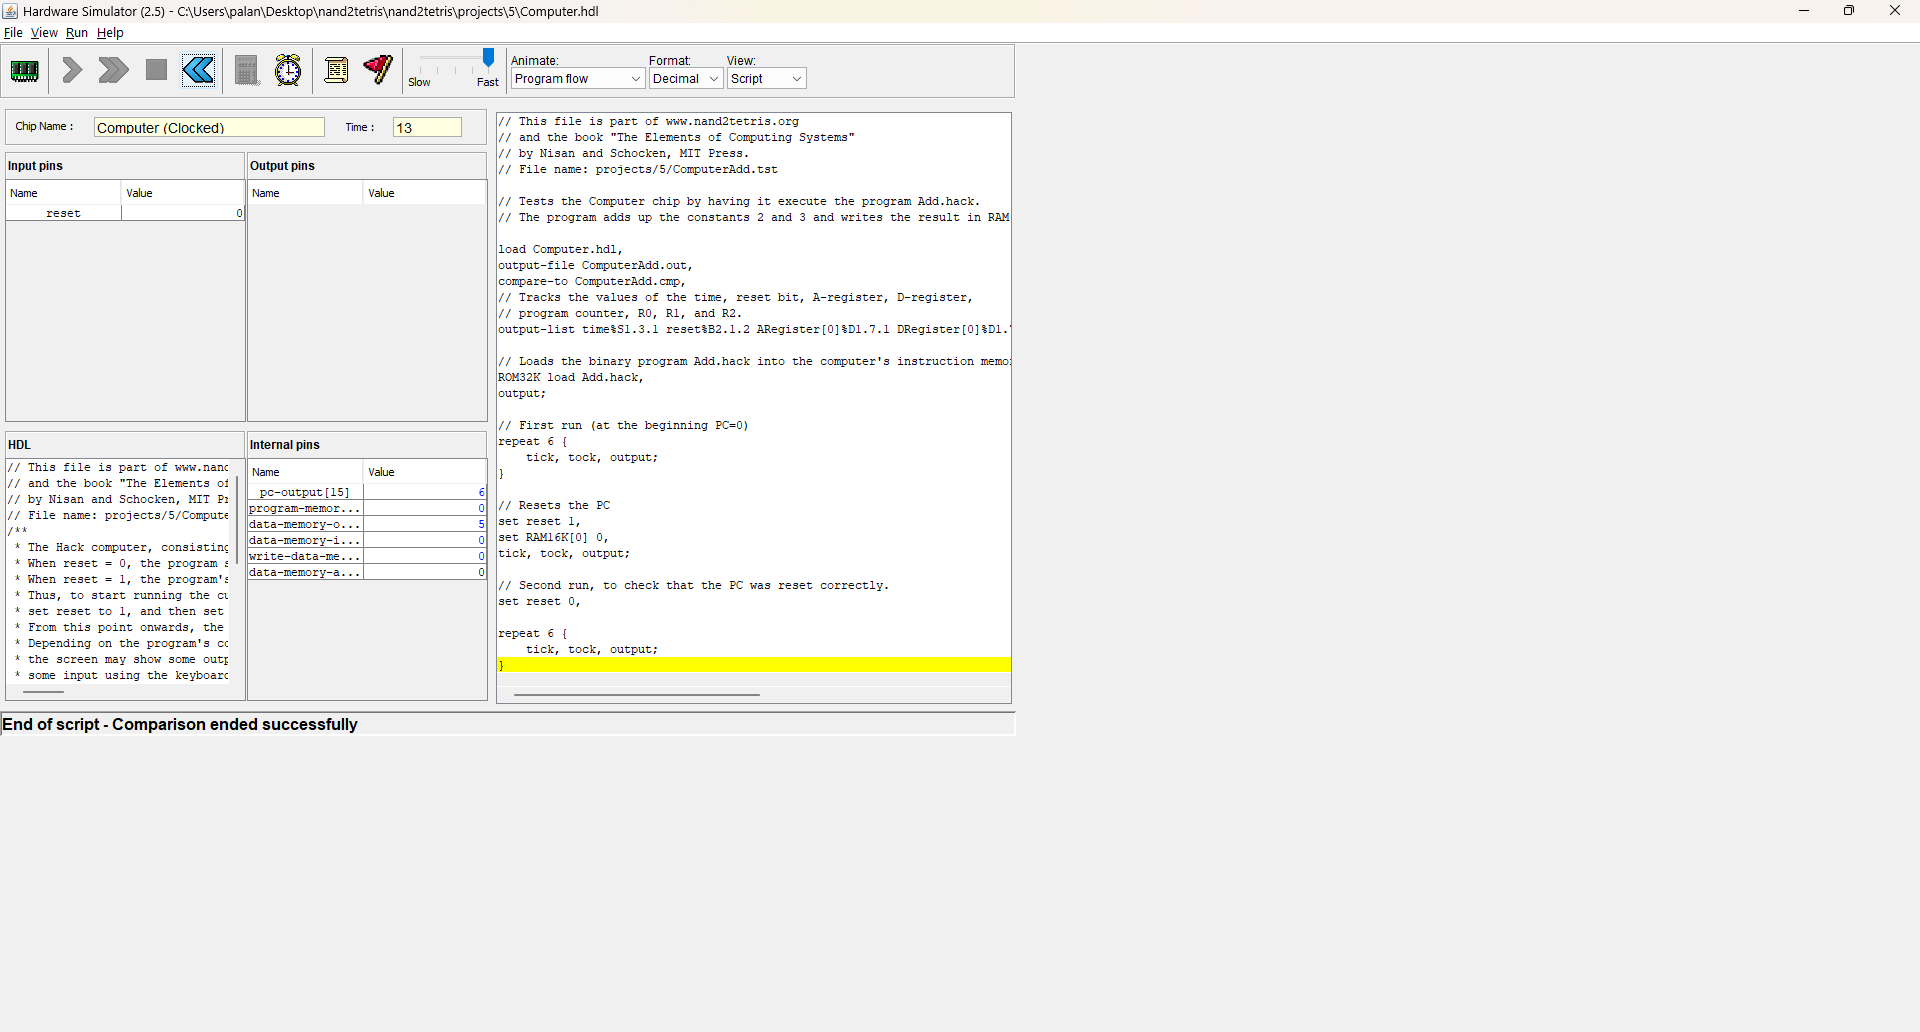 Hardware Simulator (2.5) - C:\Users\palan\Desktop\nand2tetris\nand2tetris\projects\5\Computer.hdl
File View Run Help
Slow Fast
Animate: Format: View:
Program flow Decimal Script
Chip Name : Computer (Clocked) Time : 13
Input pins
Name Value
reset 0
Output pins
Name Value
HDL
// This file is part of www.nand
// and the book "The Elements of
// by Nisan and Schocken, MIT Pr
// File name: projects/5/Compute
/**
* The Hack computer, consisting
* When reset = 0, the program s
* When reset = 1, the program's
* Thus, to start running the cu
* set reset to 1, and then set
* From this point onwards, the
* Depending on the program's co
* the screen may show some outp
* some input using the keyboard
Internal pins
Name Value
pc-output[15] 6
program-memor... 0
data-memory-o... 5
data-memory-i... 0
write-data-me... 0
data-memory-a... 0
// This file is part of www.nand2tetris.org
// and the book "The Elements of Computing Systems"
// by Nisan and Schocken, MIT Press.
// File name: projects/5/ComputerAdd.tst
// Tests the Computer chip by having it execute the program Add.hack.
// The program adds up the constants 2 and 3 and writes the result in RAM
load Computer.hdl,
output-file ComputerAdd.out,
compare-to ComputerAdd.cmp,
// Tracks the values of the time, reset bit, A-register, D-register,
// program counter, R0, R1, and R2.
output-list time%S1.3.1 reset%B2.1.2 ARegister[0]%D1.7.1 DRegister[0]%D1.
// Loads the binary program Add.hack into the computer's instruction memo
ROM32K load Add.hack,
output;
// First run (at the beginning PC=0)
repeat 6 {
tick, tock, output;
}
// Resets the PC
set reset 1,
set RAM16K[0] 0,
tick, tock, output;
// Second run, to check that the PC was reset correctly.
set reset 0,
repeat 6 {
tick, tock, output;
}
End of script - Comparison ended successfully